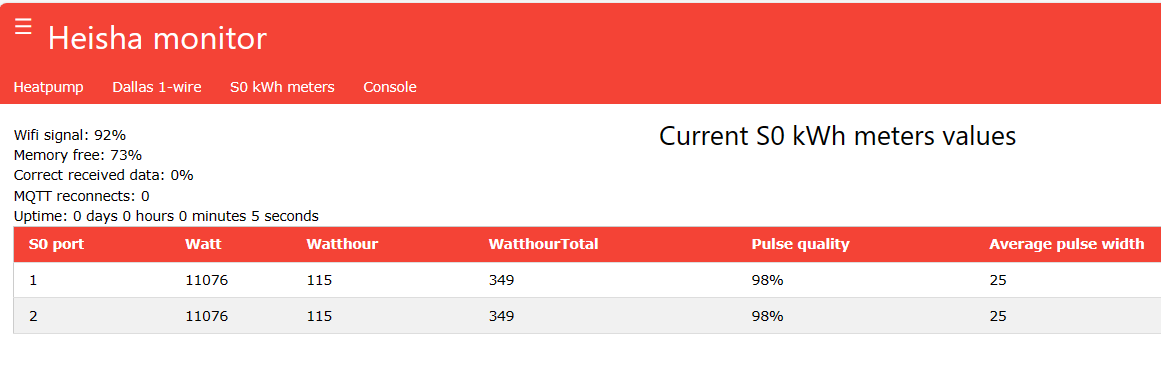 ☰ Heisha monitor
Heatpump Dallas 1-wire S0 kWh meters Console
Wifi signal: 92%
Memory free: 73%
Correct received data: 0%
MQTT reconnects: 0
Uptime: 0 days 0 hours 0 minutes 5 seconds
Current S0 kWh meters values
S0 port Watt Watthour WatthourTotal Pulse quality Average pulse width
1 11076 115 349 98% 25
2 11076 115 349 98% 25